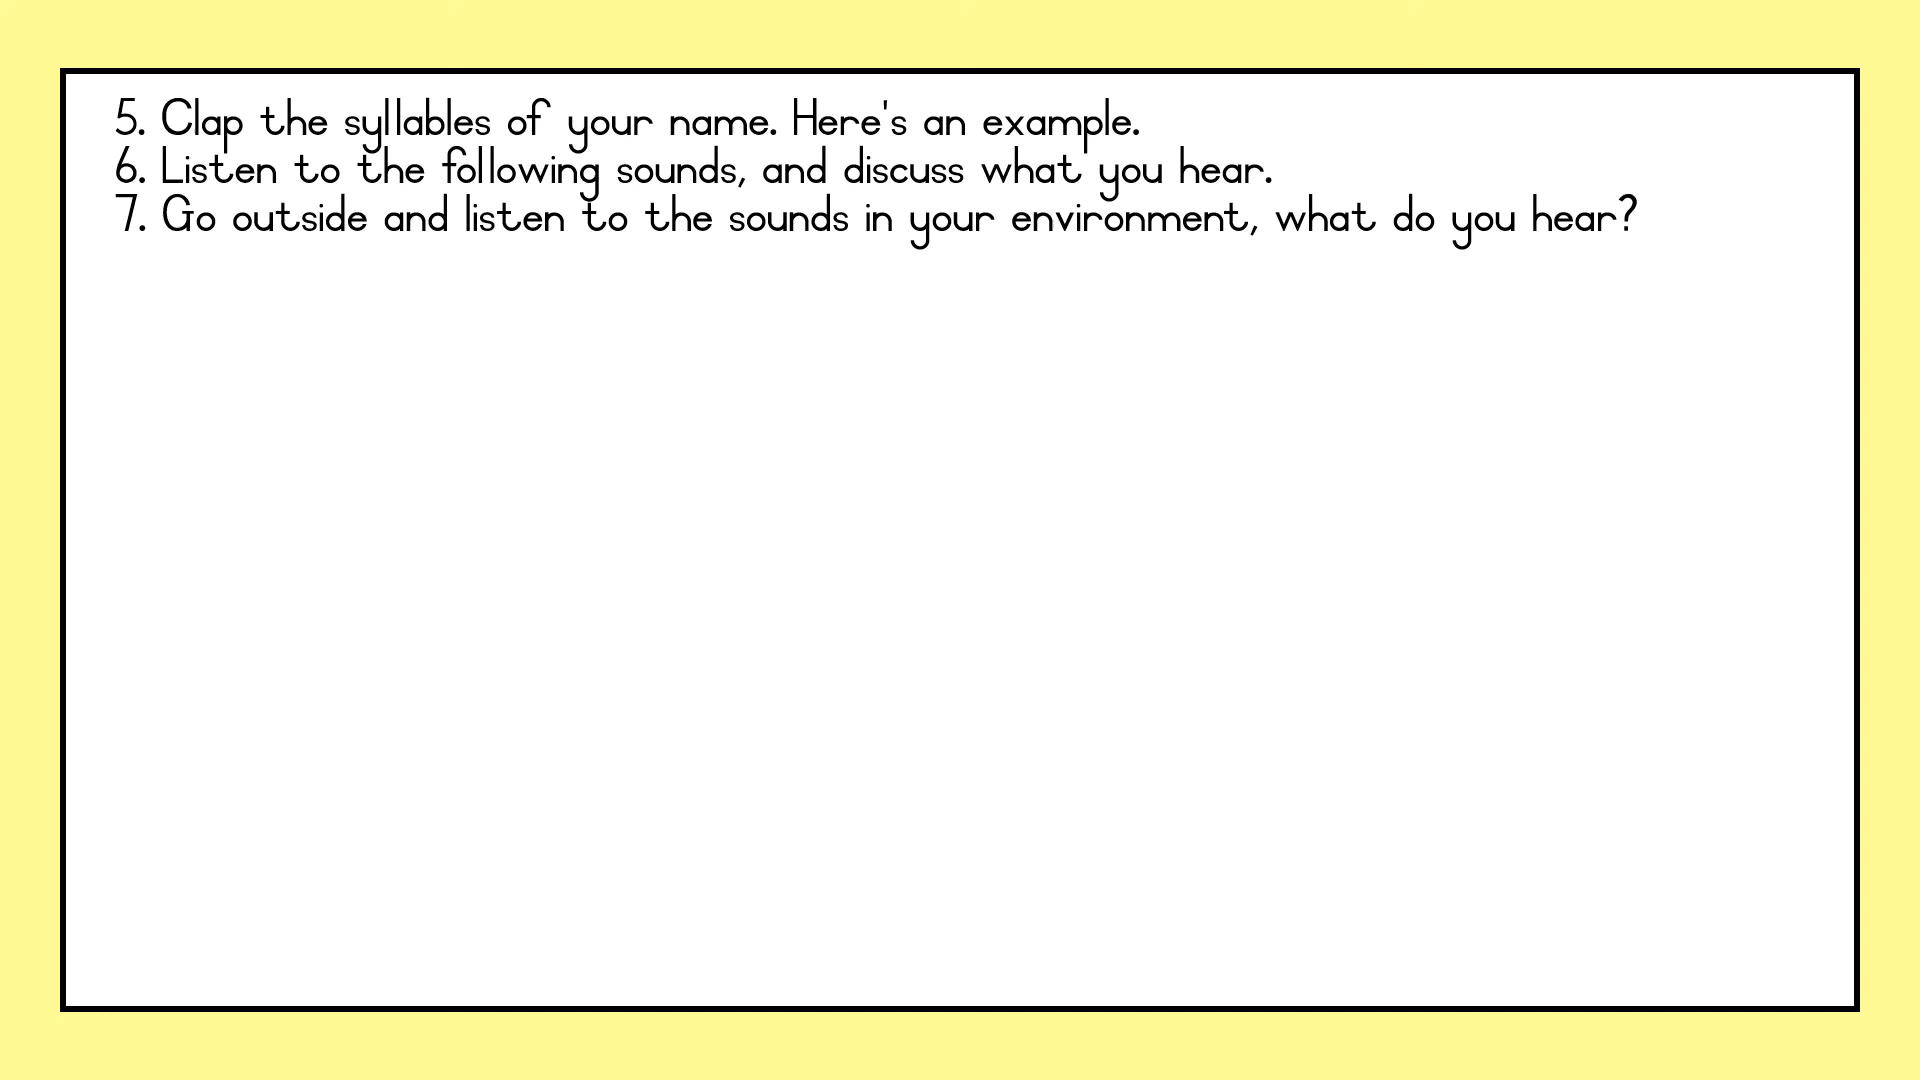 5. Clap the syllables of your name. Here's an example.
6. Listen to the following sounds, and discuss what you hear.
7. Go outside and listen to the sounds in your environment, what do you hear?